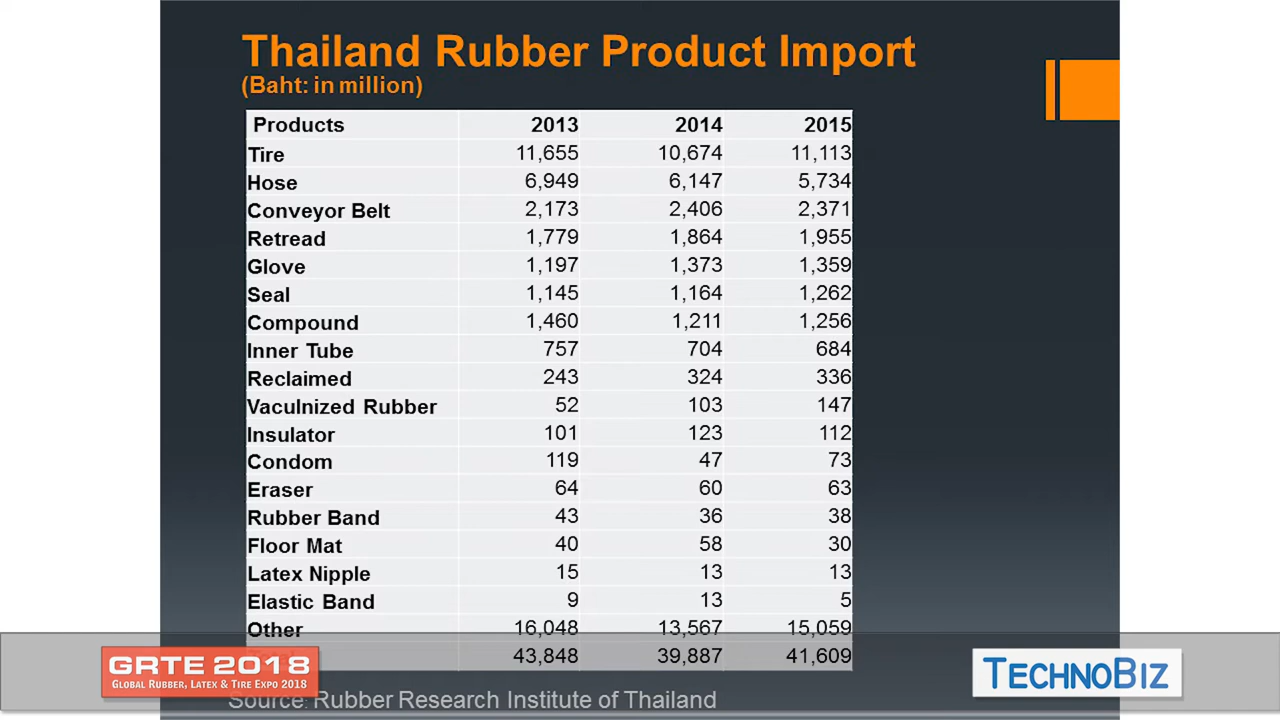 Thailand Rubber Product Import
(Baht: in million)
Products 2013 2014 2015
Tire 11,655 10,674 11,113
Hose 6,949 6,147 5,734
Conveyor Belt 2,173 2,406 2,371
Retread 1,779 1,864 1,955
Glove 1,197 1,373 1,359
Seal 1,145 1,164 1,262
Compound 1,460 1,211 1,256
Inner Tube 757 704 684
Reclaimed 243 324 336
Vaculnized Rubber 52 103 147
Insulator 101 123 112
Condom 119 47 73
Eraser 64 60 63
Rubber Band 43 36 38
Floor Mat 40 58 30
Latex Nipple 15 13 13
Elastic Band 9 13 5
Other 16,048 13,567 15,059
43,848 39,887 41,609
GRTE 2018
GLOBAL RUBBER, LATEX & TIRE EXPO 2018
TECHNOBIZ
Source: Rubber Research Institute of Thailand